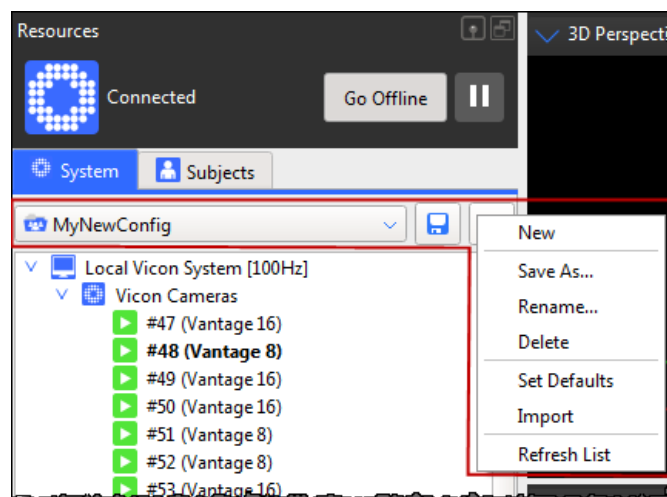 Resources
3D Perspecti
Connected
Go Offline
System
Subjects
MyNewConfig
New
Local Vicon System [100Hz]
Save As...
Vicon Cameras
Rename...
#47 (Vantage 16)
Delete
#48 (Vantage 8)
#49 (Vantage 16)
Set Defaults
#50 (Vantage 16)
Import
#51 (Vantage 8)
Refresh List
#52 (Vantage 8)
#53 (Vantage 16)